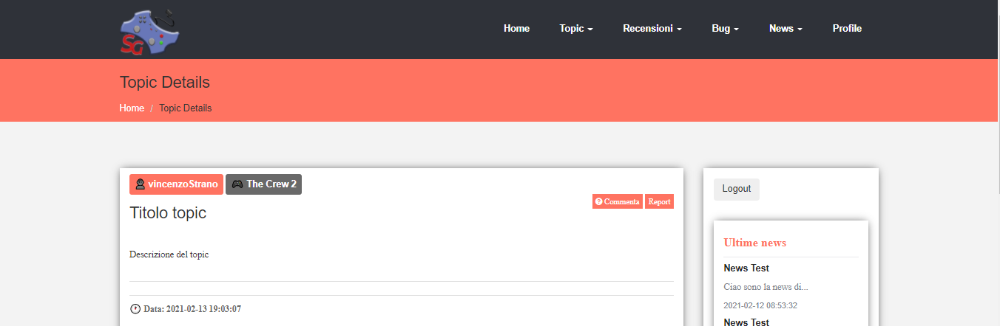 SG
Home Topic Recensioni Bug News Profile
Topic Details
Home / Topic Details
vincenzoStrano The Crew 2
Commenta Report
Titolo topic
Descrizione del topic
Data: 2021-02-13 19:03:07
Logout
Ultime news
News Test
Ciao sono la news di...
2021-02-12 08:53:32
News Test